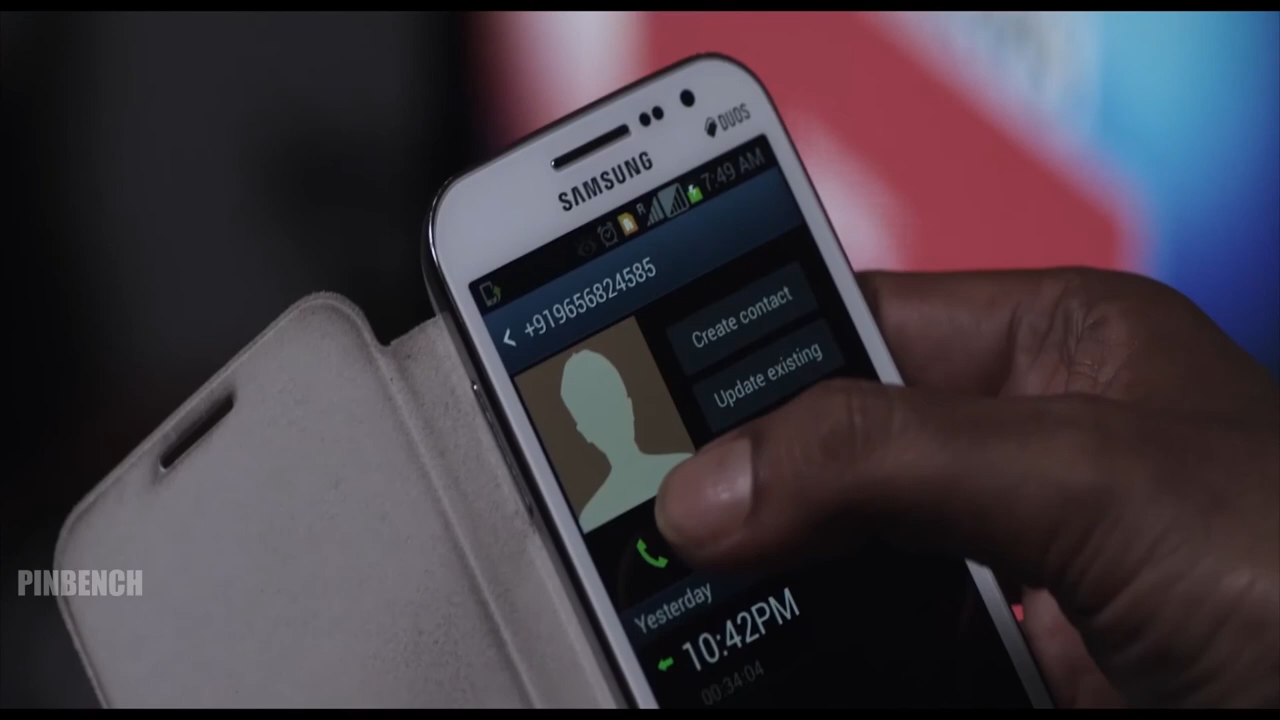 DUOS
SAMSUNG
R 7:49 AM
+919656824585
Create contact
Update existing
Yesterday
10:42PM
00:34:04
PINBENCH